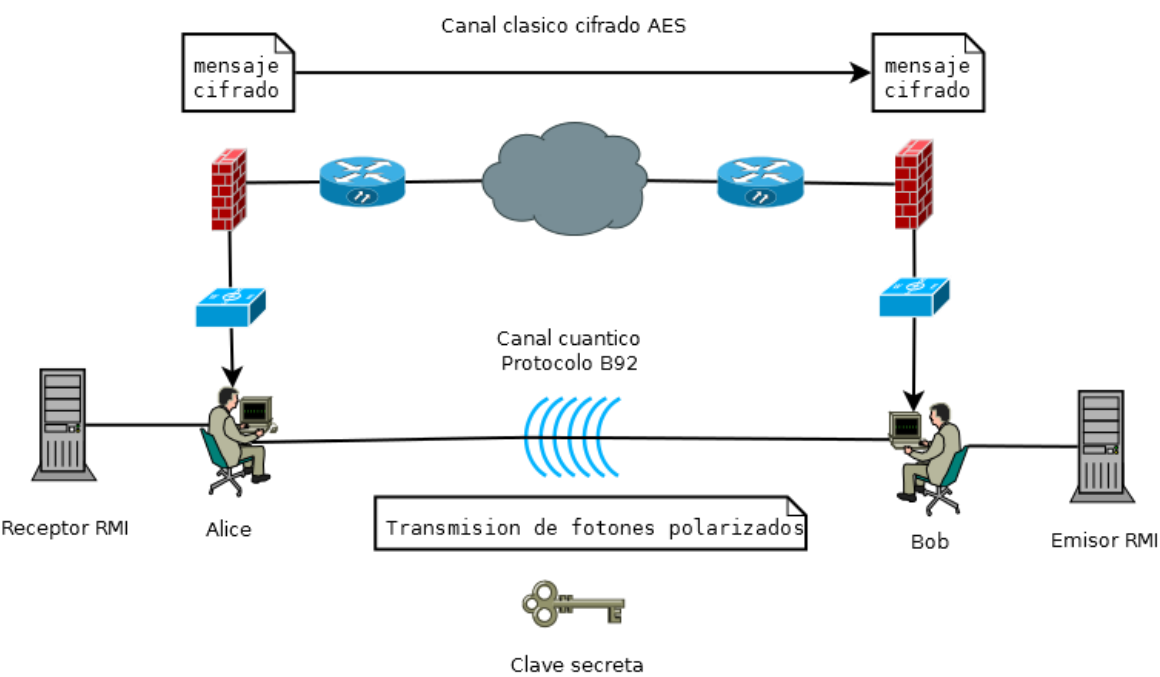 Canal clasico cifrado AES
mensaje
cifrado
mensaje
cifrado
Canal cuantico
Protocolo B92
Receptor RMI
Alice
Transmision de fotones polarizados
Bob
Emisor RMI
Clave secreta